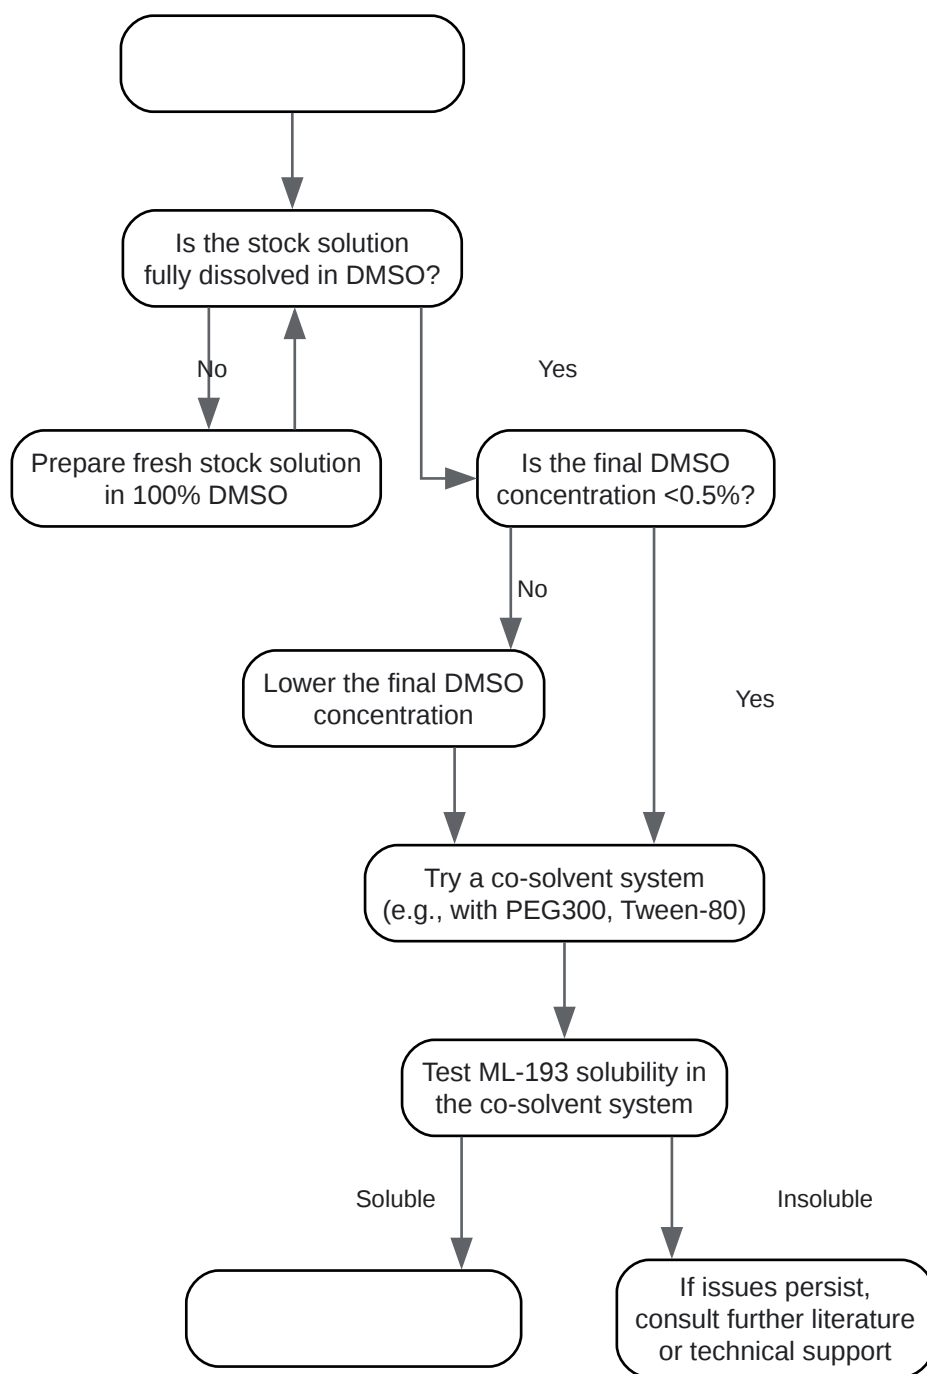 Is the stock solution
fully dissolved in DMSO?
No
Yes
Prepare fresh stock solution
in 100% DMSO
Is the final DMSO
concentration <0.5%?
No
Lower the final DMSO
concentration
Yes
Try a co-solvent system
(e.g., with PEG300, Tween-80)
Test ML-193 solubility in
the co-solvent system
Soluble
Insoluble
If issues persist,
consult further literature
or technical support